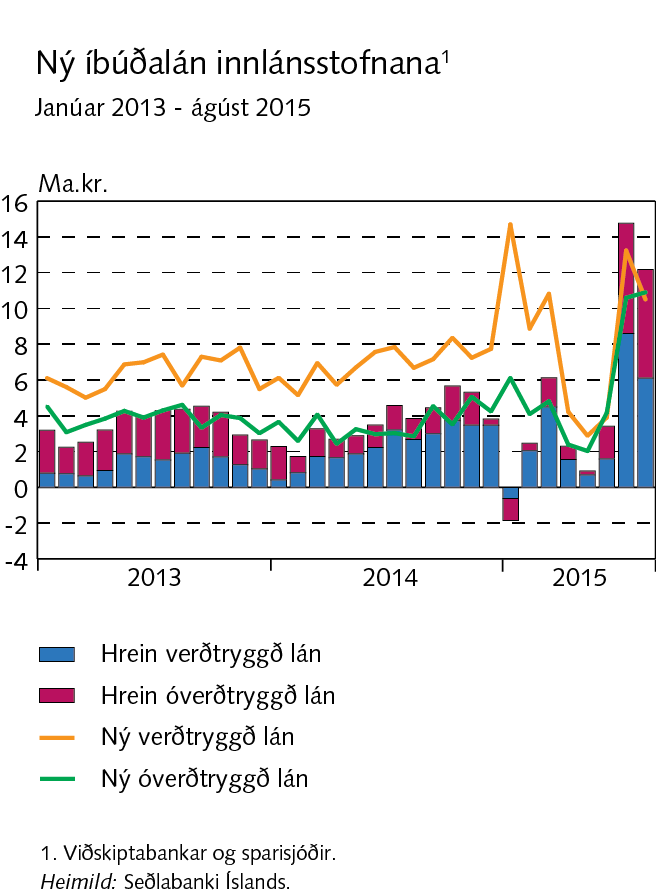 Ný íbúðalán innlánsstofnana¹
Janúar 2013 - ágúst 2015
Ma.kr.
16
14
12
10
8
6
4
2
0
-2
-4
2013 2014 2015
Hrein verðtryggð lán
Hrein óverðtryggð lán
Ný verðtryggð lán
Ný óverðtryggð lán
1. Viðskiptabankar og sparisjóðir.
Heimild: Seðlabanki Íslands.